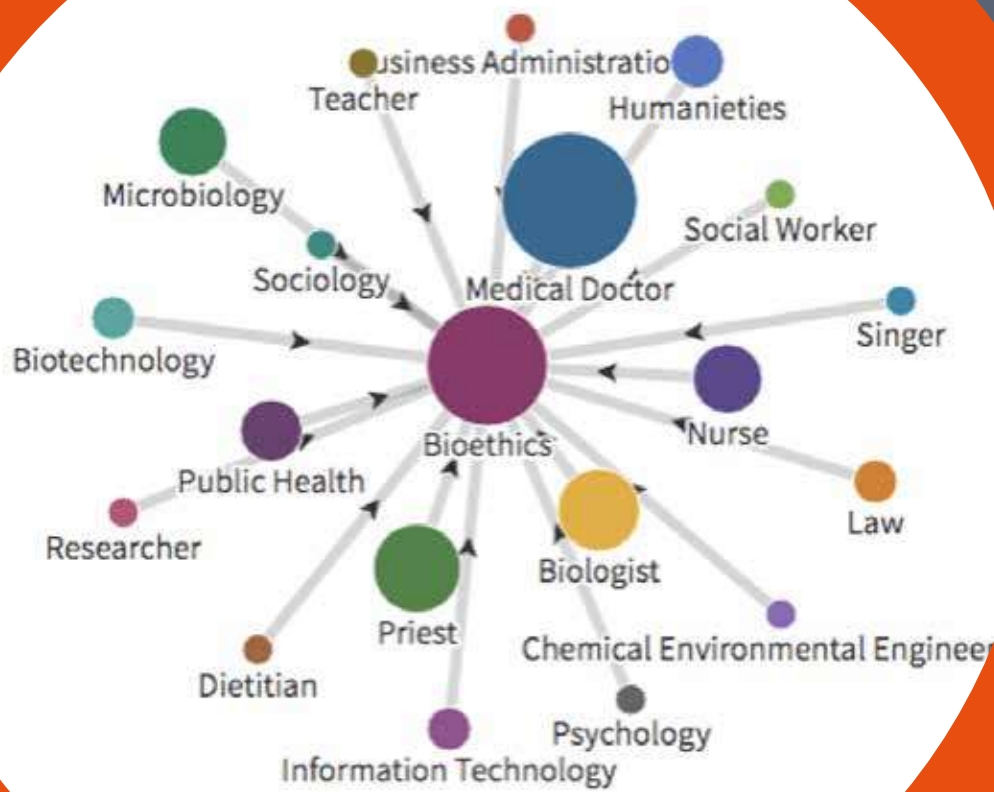 usiness Administratio
Teacher
Humanieties
Microbiology
Social Worker
Sociology
Medical Doctor
Singer
Biotechnology
Nurse
Bioethics
Public Health
Law
Researcher
Biologist
Priest
Chemical Environmental Engineer
Dietitian
Psychology
Information Technology